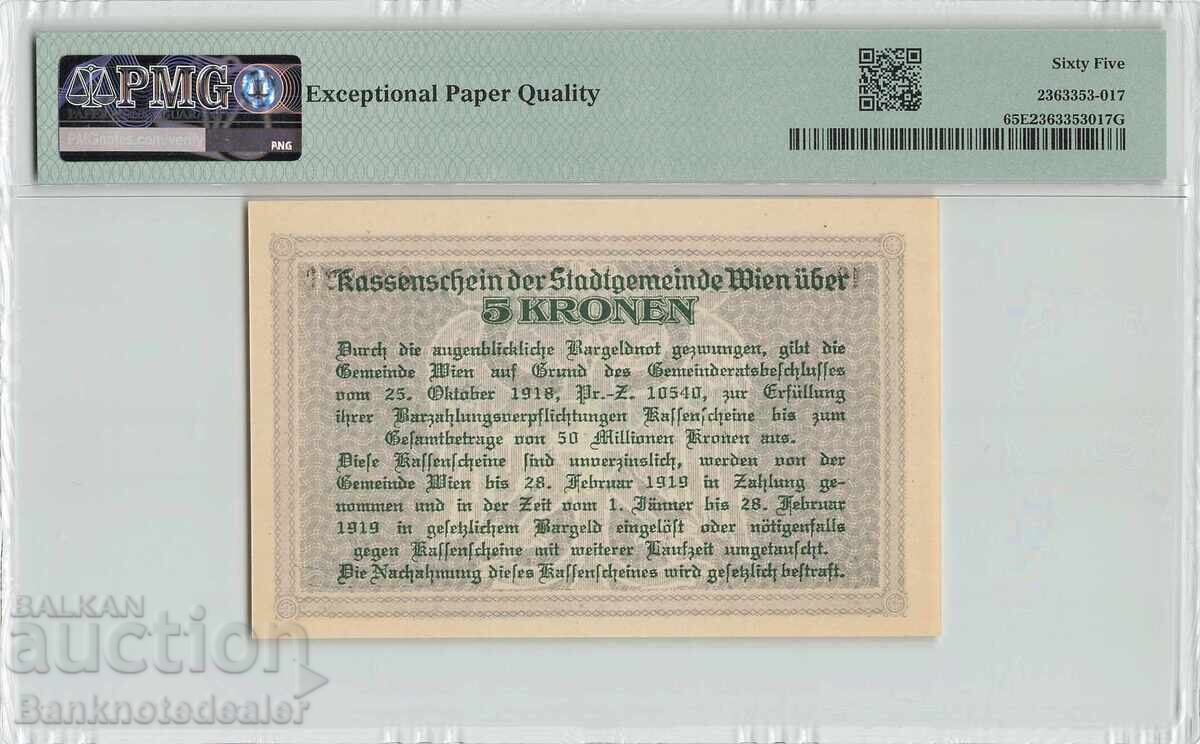 PMG
Exceptional Paper Quality
Sixty Five
2363353-017
65E2363353017G
PMGnotes.com/verify
Kassenschein der Stadtgemeinde Wien über
5 KRONEN
Durch die augenblickliche Bargeldnot gezwungen, gibt die
Gemeinde Wien auf Grund des Gemeinderatsbeschlusses
vom 25. Oktober 1918, Pr.-Z. 10540, zur Erfüllung
ihrer Barzahlungsverpflichtungen Kassenscheine bis zum
Gesamtbetrage von 50 Millionen Kronen aus.
Diese Kassenscheine sind unverzinslich, werden von der
Gemeinde Wien bis 28. Februar 1919 in Zahlung ge-
nommen und in der Zeit vom 1. Jänner bis 28. Februar
1919 in gesetzlichem Bargeld eingelöst oder nötigenfalls
gegen Kassenscheine mit weiterer Laufzeit umgetauscht.
Die Nachahmung dieses Kassenscheines wird gesetzlich bestraft.
BALKAN
auction
Banknotedealer